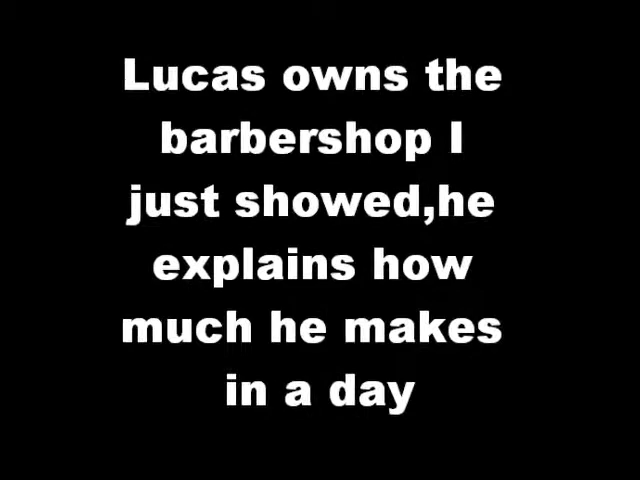 Lucas owns the
barbershop I
just showed,he
explains how
much he makes
in a day